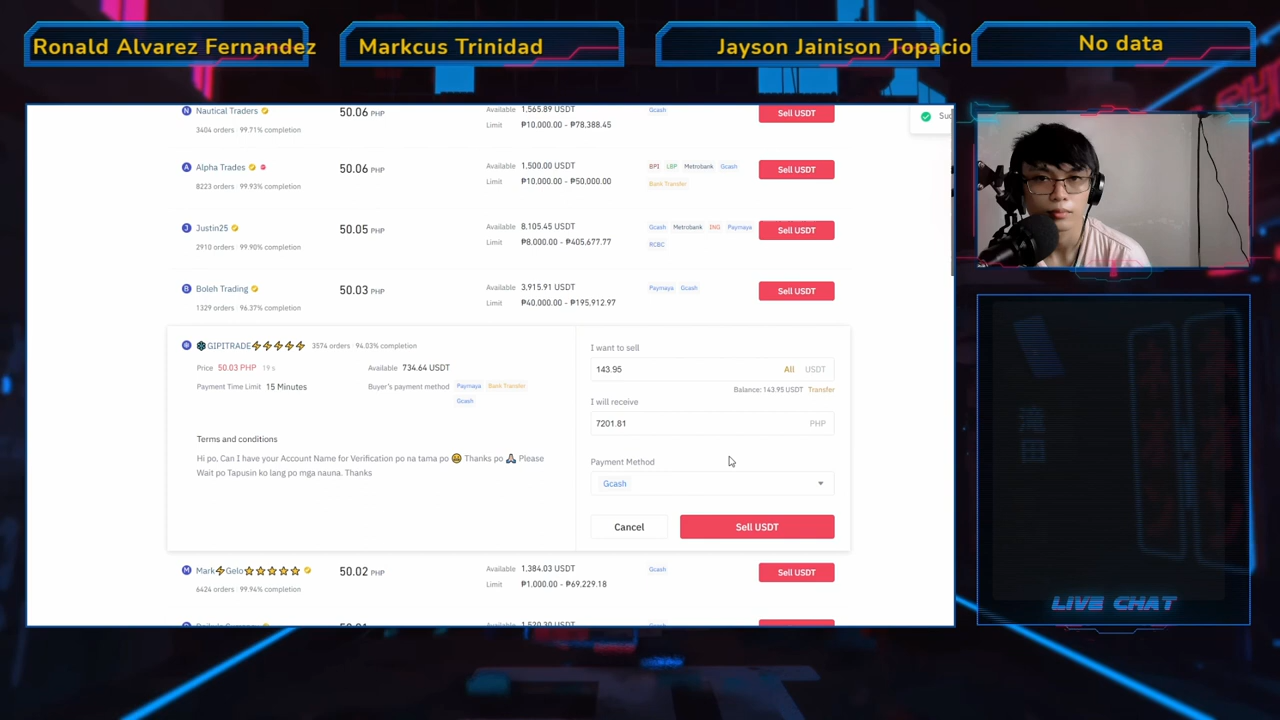 Ronald Alvarez Fernandez
Markcus Trinidad
Jayson Jainison Topacio
No data
N Nautical Traders
3404 orders 99.71% completion
50.06 PHP
Available 1,565.89 USDT
Limit ₱10,000.00 - ₱78,388.45
Gcash
Sell USDT
A Alpha Trades
8223 orders 99.93% completion
50.06 PHP
Available 1,500.00 USDT
Limit ₱10,000.00 - ₱50,000.00
BPI LBP Metrobank Gcash
Bank Transfer
Sell USDT
J Justin25
2910 orders 99.90% completion
50.05 PHP
Available 8,105.45 USDT
Limit ₱8,000.00 - ₱405,677.77
Gcash Metrobank ING Paymaya
RCBC
Sell USDT
B Boleh Trading
1329 orders 96.37% completion
50.03 PHP
Available 3,915.91 USDT
Limit ₱40,000.00 - ₱195,912.97
Paymaya Gcash
Sell USDT
GIPITRADE⚡⚡⚡⚡⚡ 3574 orders 94.03% completion
Price 50.03 PHP 19 s
Available 734.64 USDT
Payment Time Limit 15 Minutes
Buyer's payment method Paymaya Bank Transfer
Gcash
Terms and conditions
Hi po, Can I have your Account Name for Verification po na tama po 😀 Thanks po 🙏 Please
Wait po Tapusin ko lang po mga nauna. Thanks
I want to sell
143.95 All USDT
Balance: 143.95 USDT Transfer
I will receive
7201.81 PHP
Payment Method
Gcash
Cancel
Sell USDT
M Mark⚡Gelo⭐⭐⭐⭐⭐
6424 orders 99.94% completion
50.02 PHP
Available 1,384.03 USDT
Limit ₱1,000.00 - ₱69,229.18
Gcash
Sell USDT
LIVE CHAT